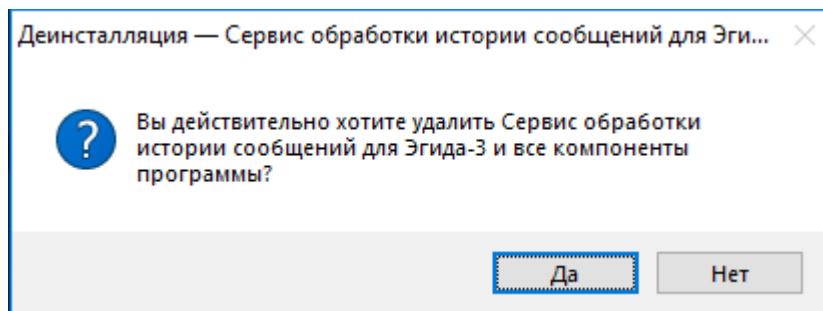 Деинсталляция — Сервис обработки истории сообщений для Эги...
Вы действительно хотите удалить Сервис обработки
истории сообщений для Эгида-3 и все компоненты
программы?
Да Нет